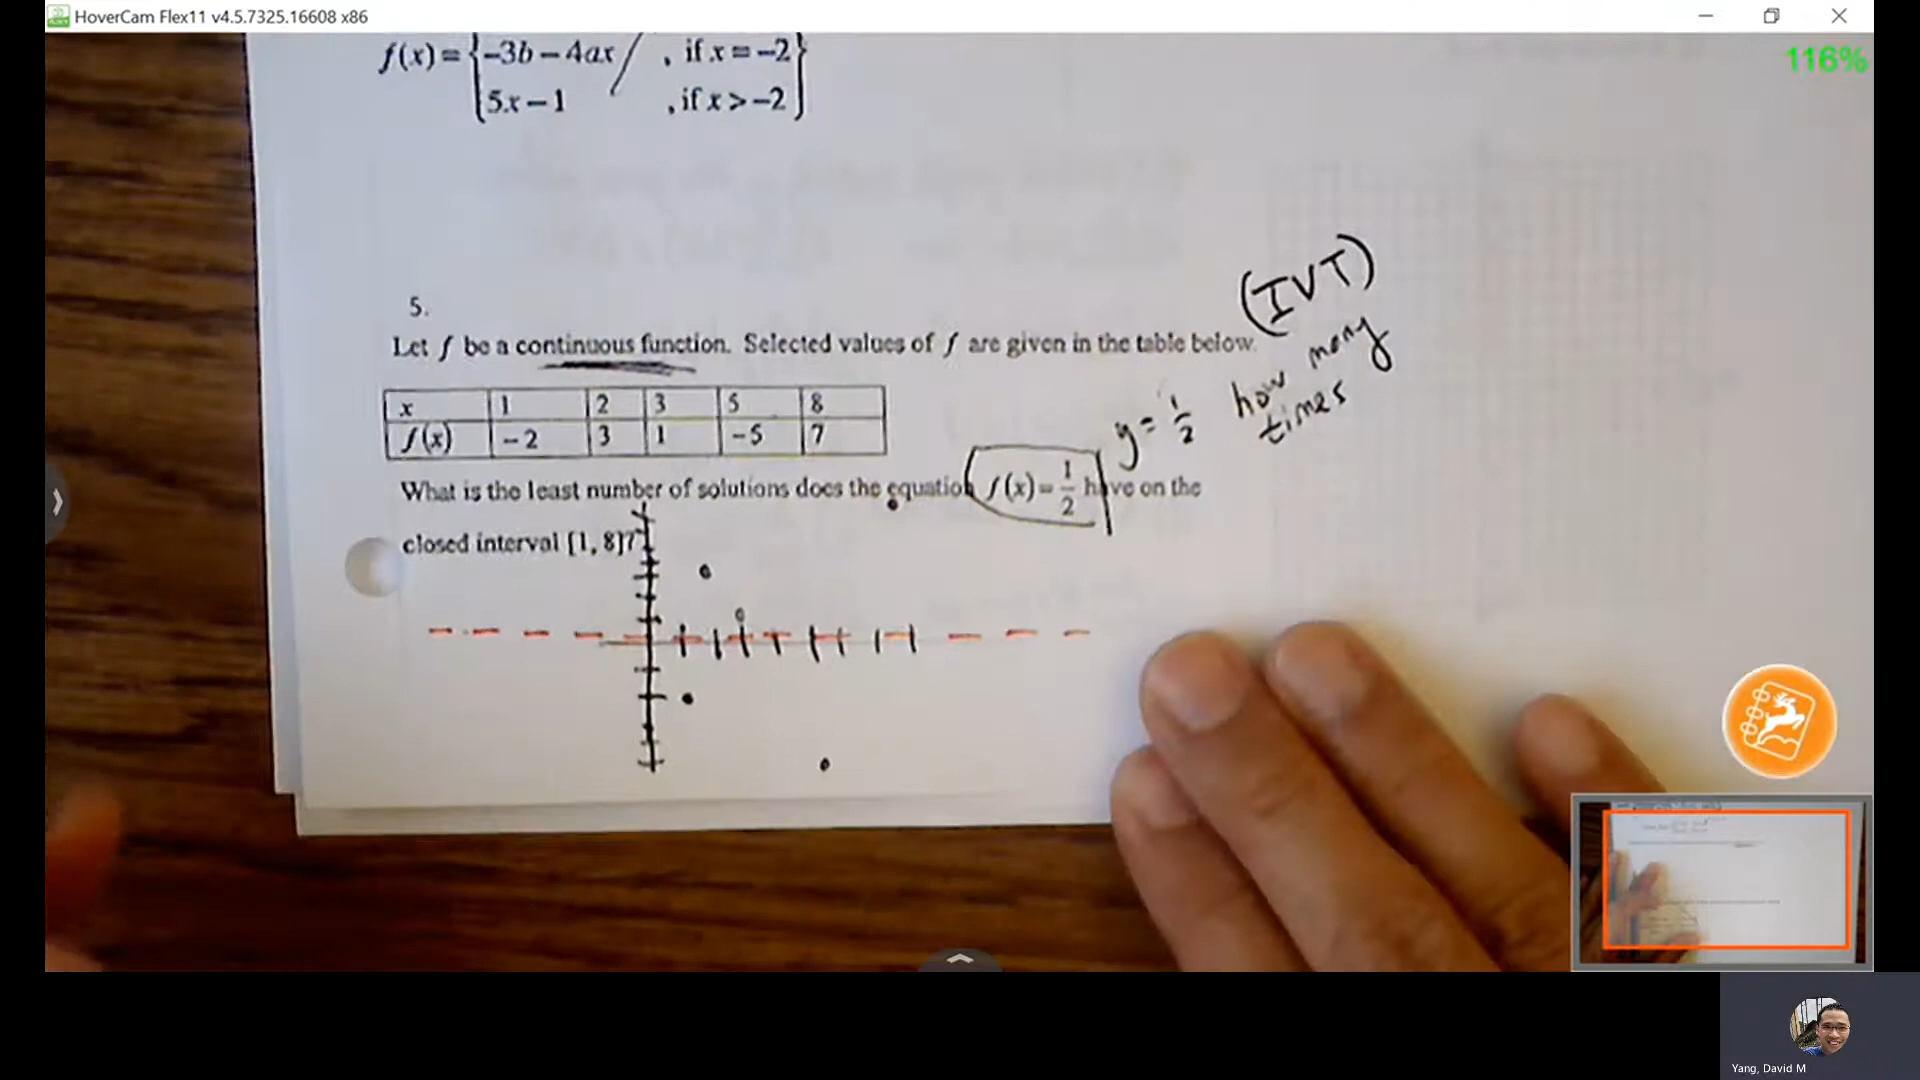 HoverCam Flex11 v4.5.7325.16608 x86
116%
f(x) = {-3b - 4ax , if x = -2
5x - 1 , if x > -2}
(IVT)
5.
Let f be a continuous function. Selected values of f are given in the table below.
how many
times
x 1 2 3 5 8
f(x) -2 3 1 -5 7
y = 1/2
What is the least number of solutions does the equation f(x) = 1/2 have on the
closed interval [1, 8]?
Yang, David M